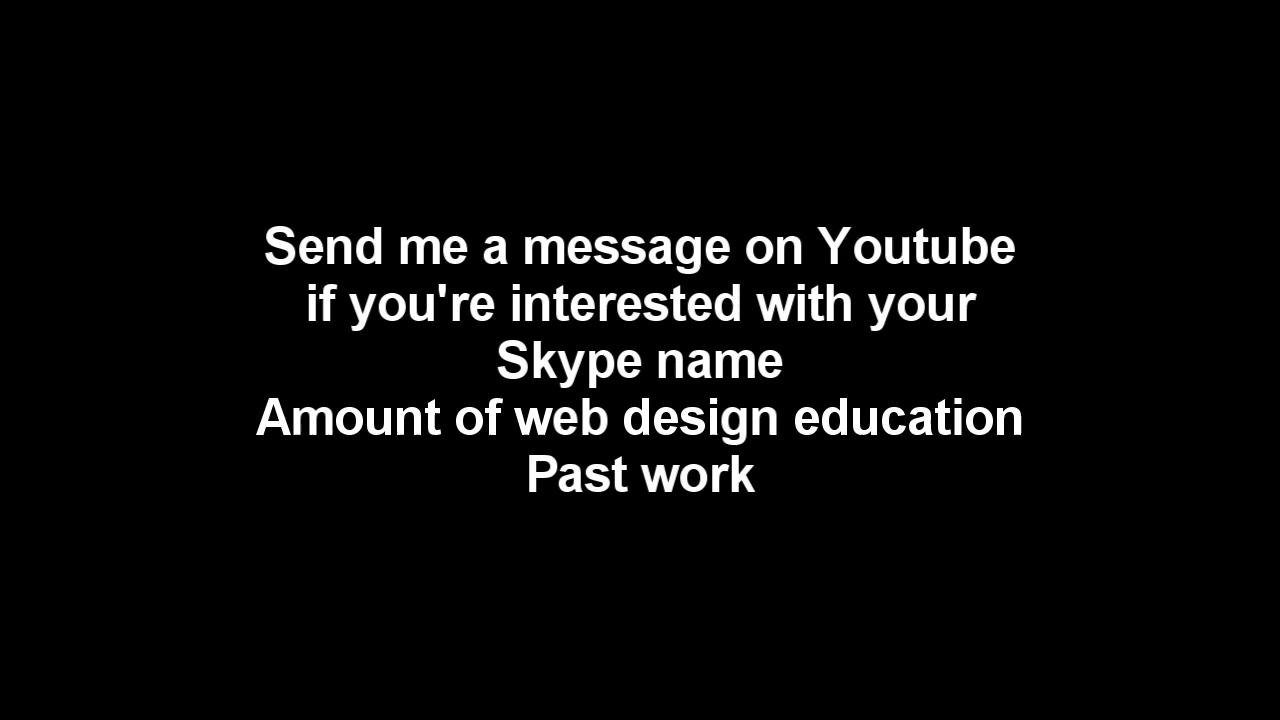 Send me a message on Youtube
if you're interested with your
Skype name
Amount of web design education
Past work